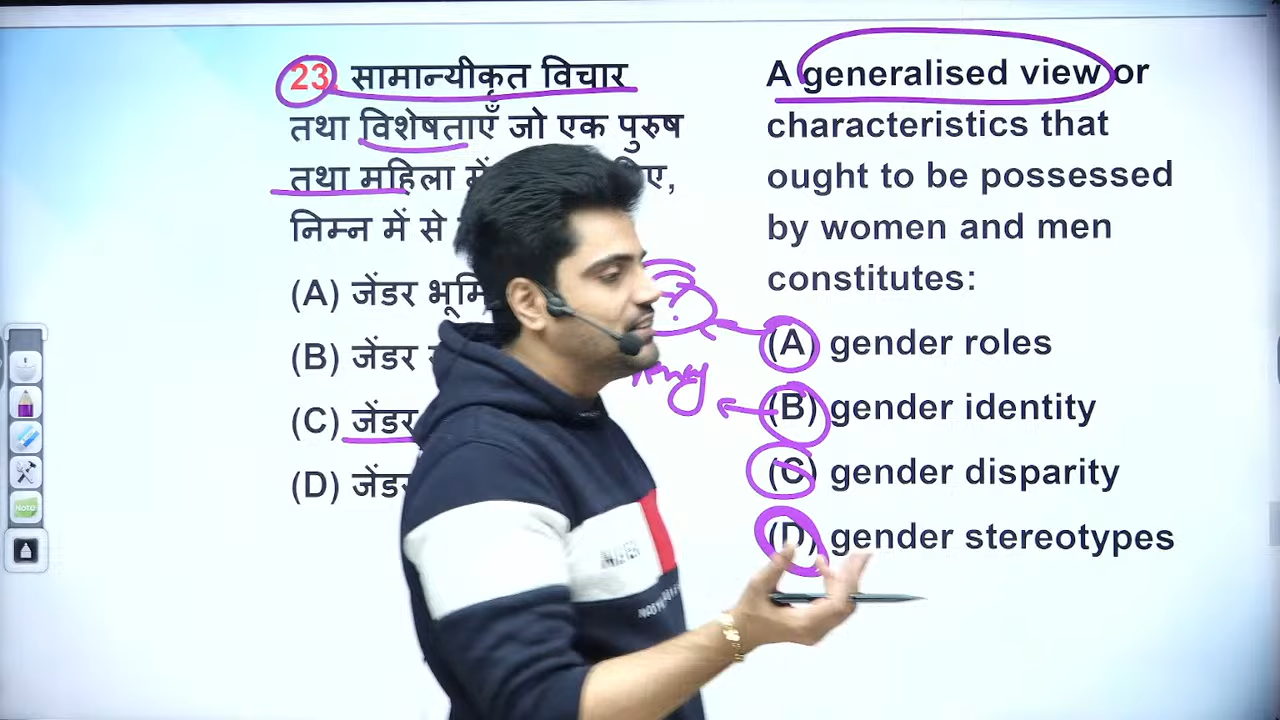 23 सामान्यीकृत विचार
तथा विशेषताएँ जो एक पुरुष
तथा महिला में
निम्न में से
(A) जेंडर
(B) जेंडर
(C) जेंडर
(D) जेंडर
A generalised view or
characteristics that
ought to be possessed
by women and men
constitutes:
(A) gender roles
(B) gender identity
(C) gender disparity
(D) gender stereotypes
Note